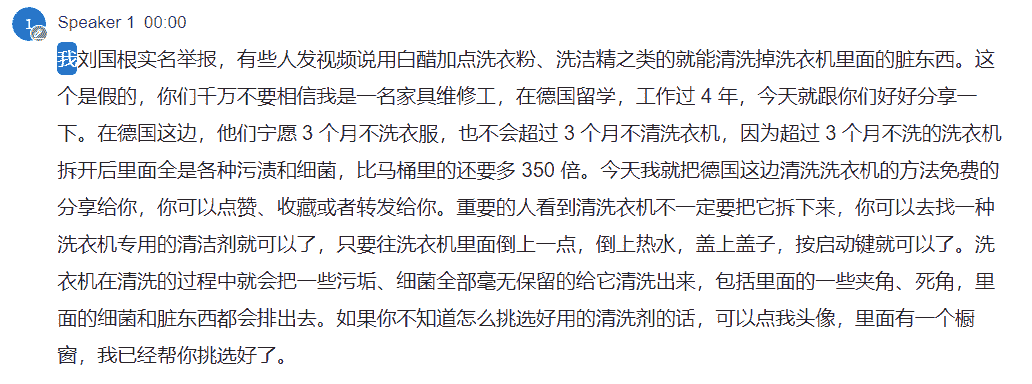 1
Speaker 1 00:00
我刘国根实名举报，有些人发视频说用白醋加点洗衣粉、洗洁精之类的就能清洗掉洗衣机里面的脏东西。这
个是假的，你们千万不要相信我是一名家具维修工，在德国留学，工作过 4 年，今天就跟你们好好分享一
下。在德国这边，他们宁愿 3 个月不洗衣服，也不会超过 3 个月不清洗衣机，因为超过 3 个月不洗的洗衣机
拆开后里面全是各种污渍和细菌，比马桶里的还要多 350 倍。今天我就把德国这边清洗洗衣机的方法免费的
分享给你，你可以点赞、收藏或者转发给你。重要的人看到清洗衣机不一定要把它拆下来，你可以去找一种
洗衣机专用的清洁剂就可以了，只要往洗衣机里面倒上一点，倒上热水，盖上盖子，按启动键就可以了。洗
衣机在清洗的过程中就会把一些污垢、细菌全部毫无保留的给它清洗出来，包括里面的一些夹角、死角，里
面的细菌和脏东西都会排出去。如果你不知道怎么挑选好用的清洗剂的话，可以点我头像，里面有一个橱
窗，我已经帮你挑选好了。